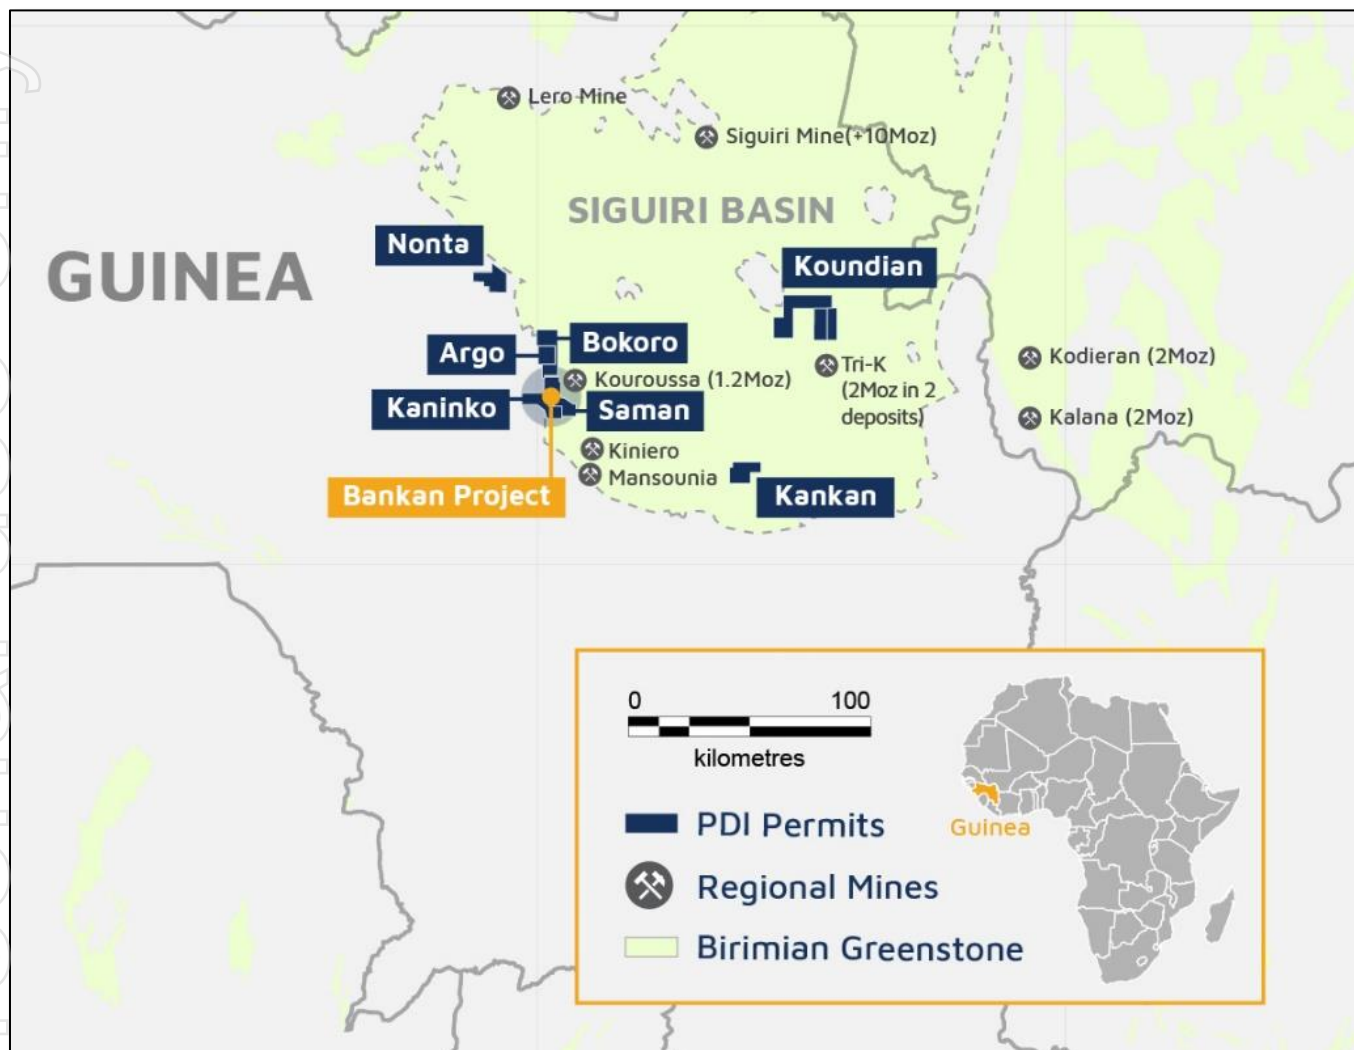 Lero Mine
Siguiri Mine(+10Moz)
SIGUIRI BASIN
Nonta
GUINEA
Koundian
Bokoro
Argo
Kodieran (2Moz)
Tri-K
(2Moz in 2
deposits)
Kouroussa (1.2Moz)
Kaninko
Saman
Kalana (2Moz)
Kiniero
Mansounia
Bankan Project
Kankan
0 100
kilometres
PDI Permits
Guinea
Regional Mines
Birimian Greenstone